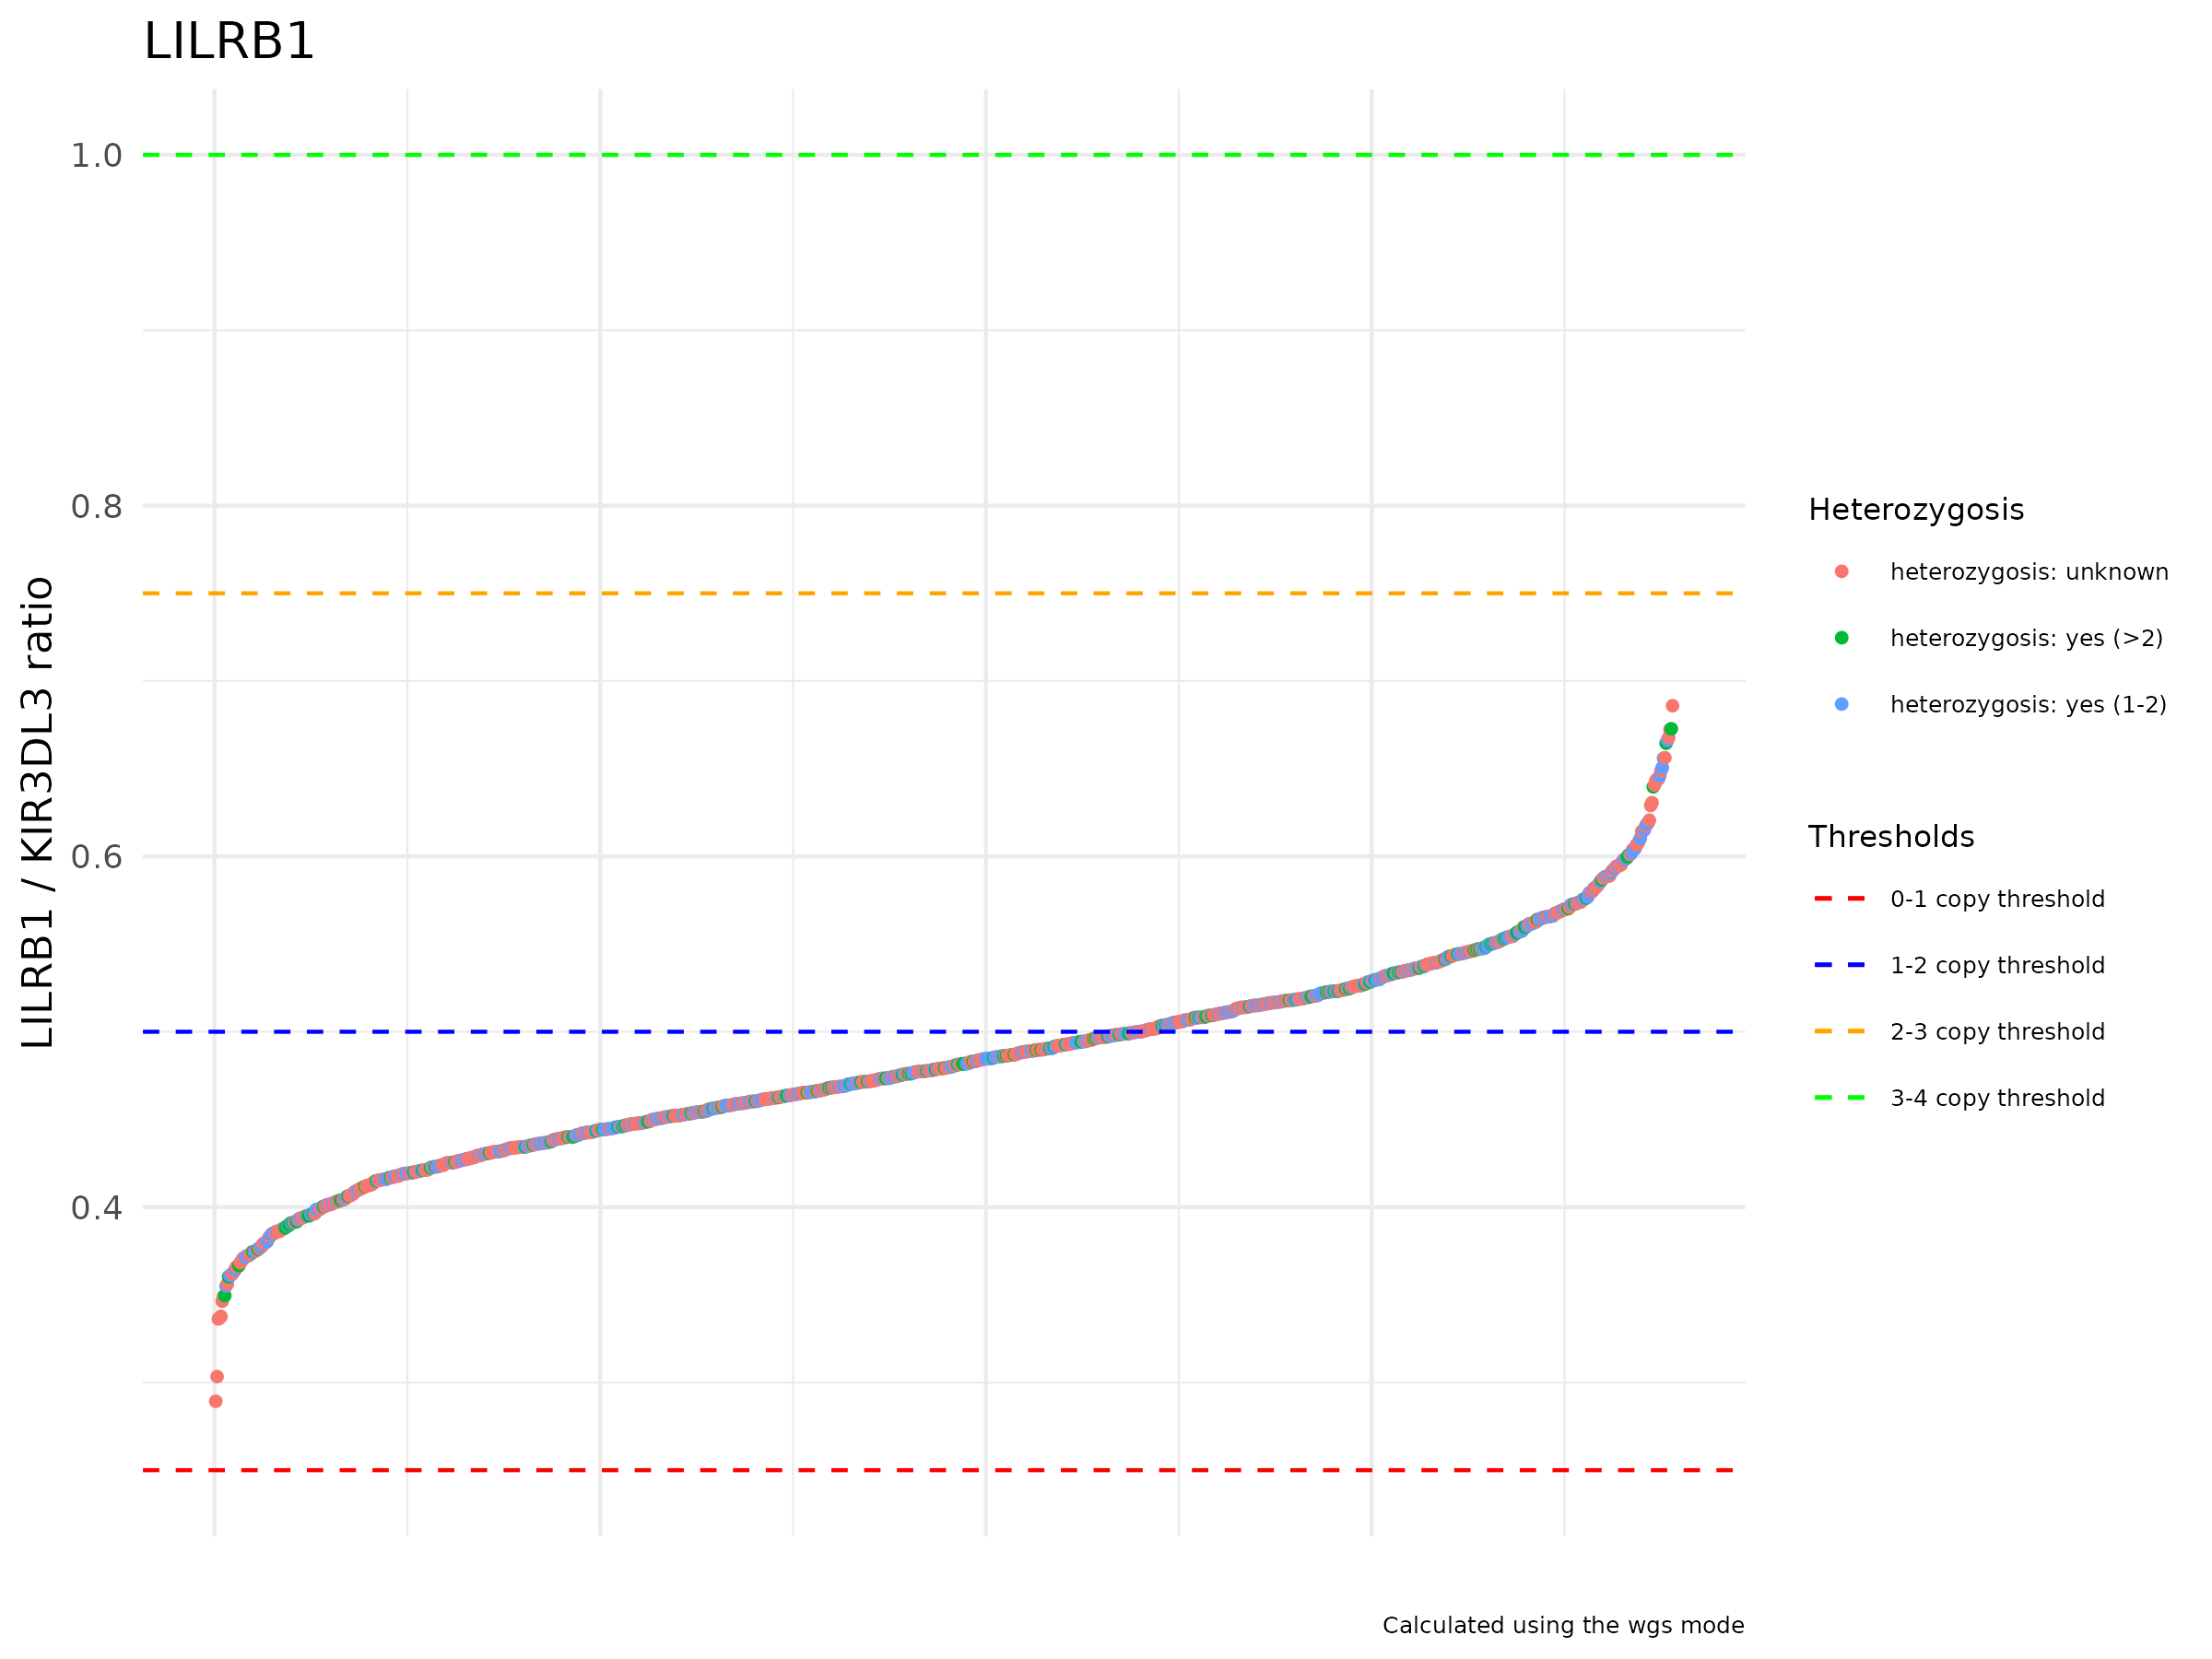 LILRB1
LILRB1 / KIR3DL3 ratio
1.0
0.8
0.6
0.4
Heterozygosis
heterozygosis: unknown
heterozygosis: yes (>2)
heterozygosis: yes (1-2)
Thresholds
0-1 copy threshold
1-2 copy threshold
2-3 copy threshold
3-4 copy threshold
Calculated using the wgs mode